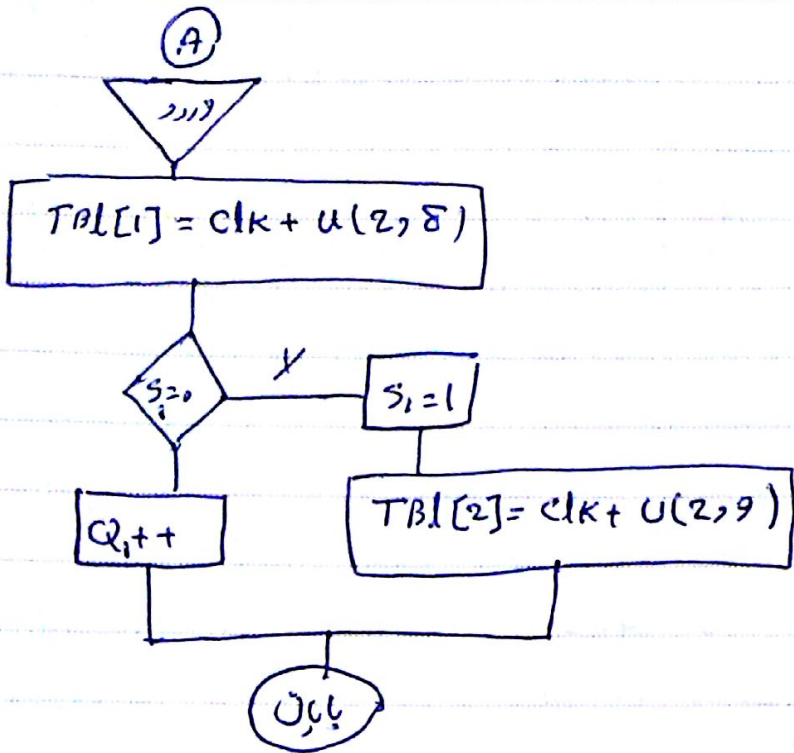 A
ورود
TBL[1] = clk + U(2, 8)
S₁=0
Y
S₁ = 1
Q₁++
TBL[2] = clk + U(2, 9)
پایان